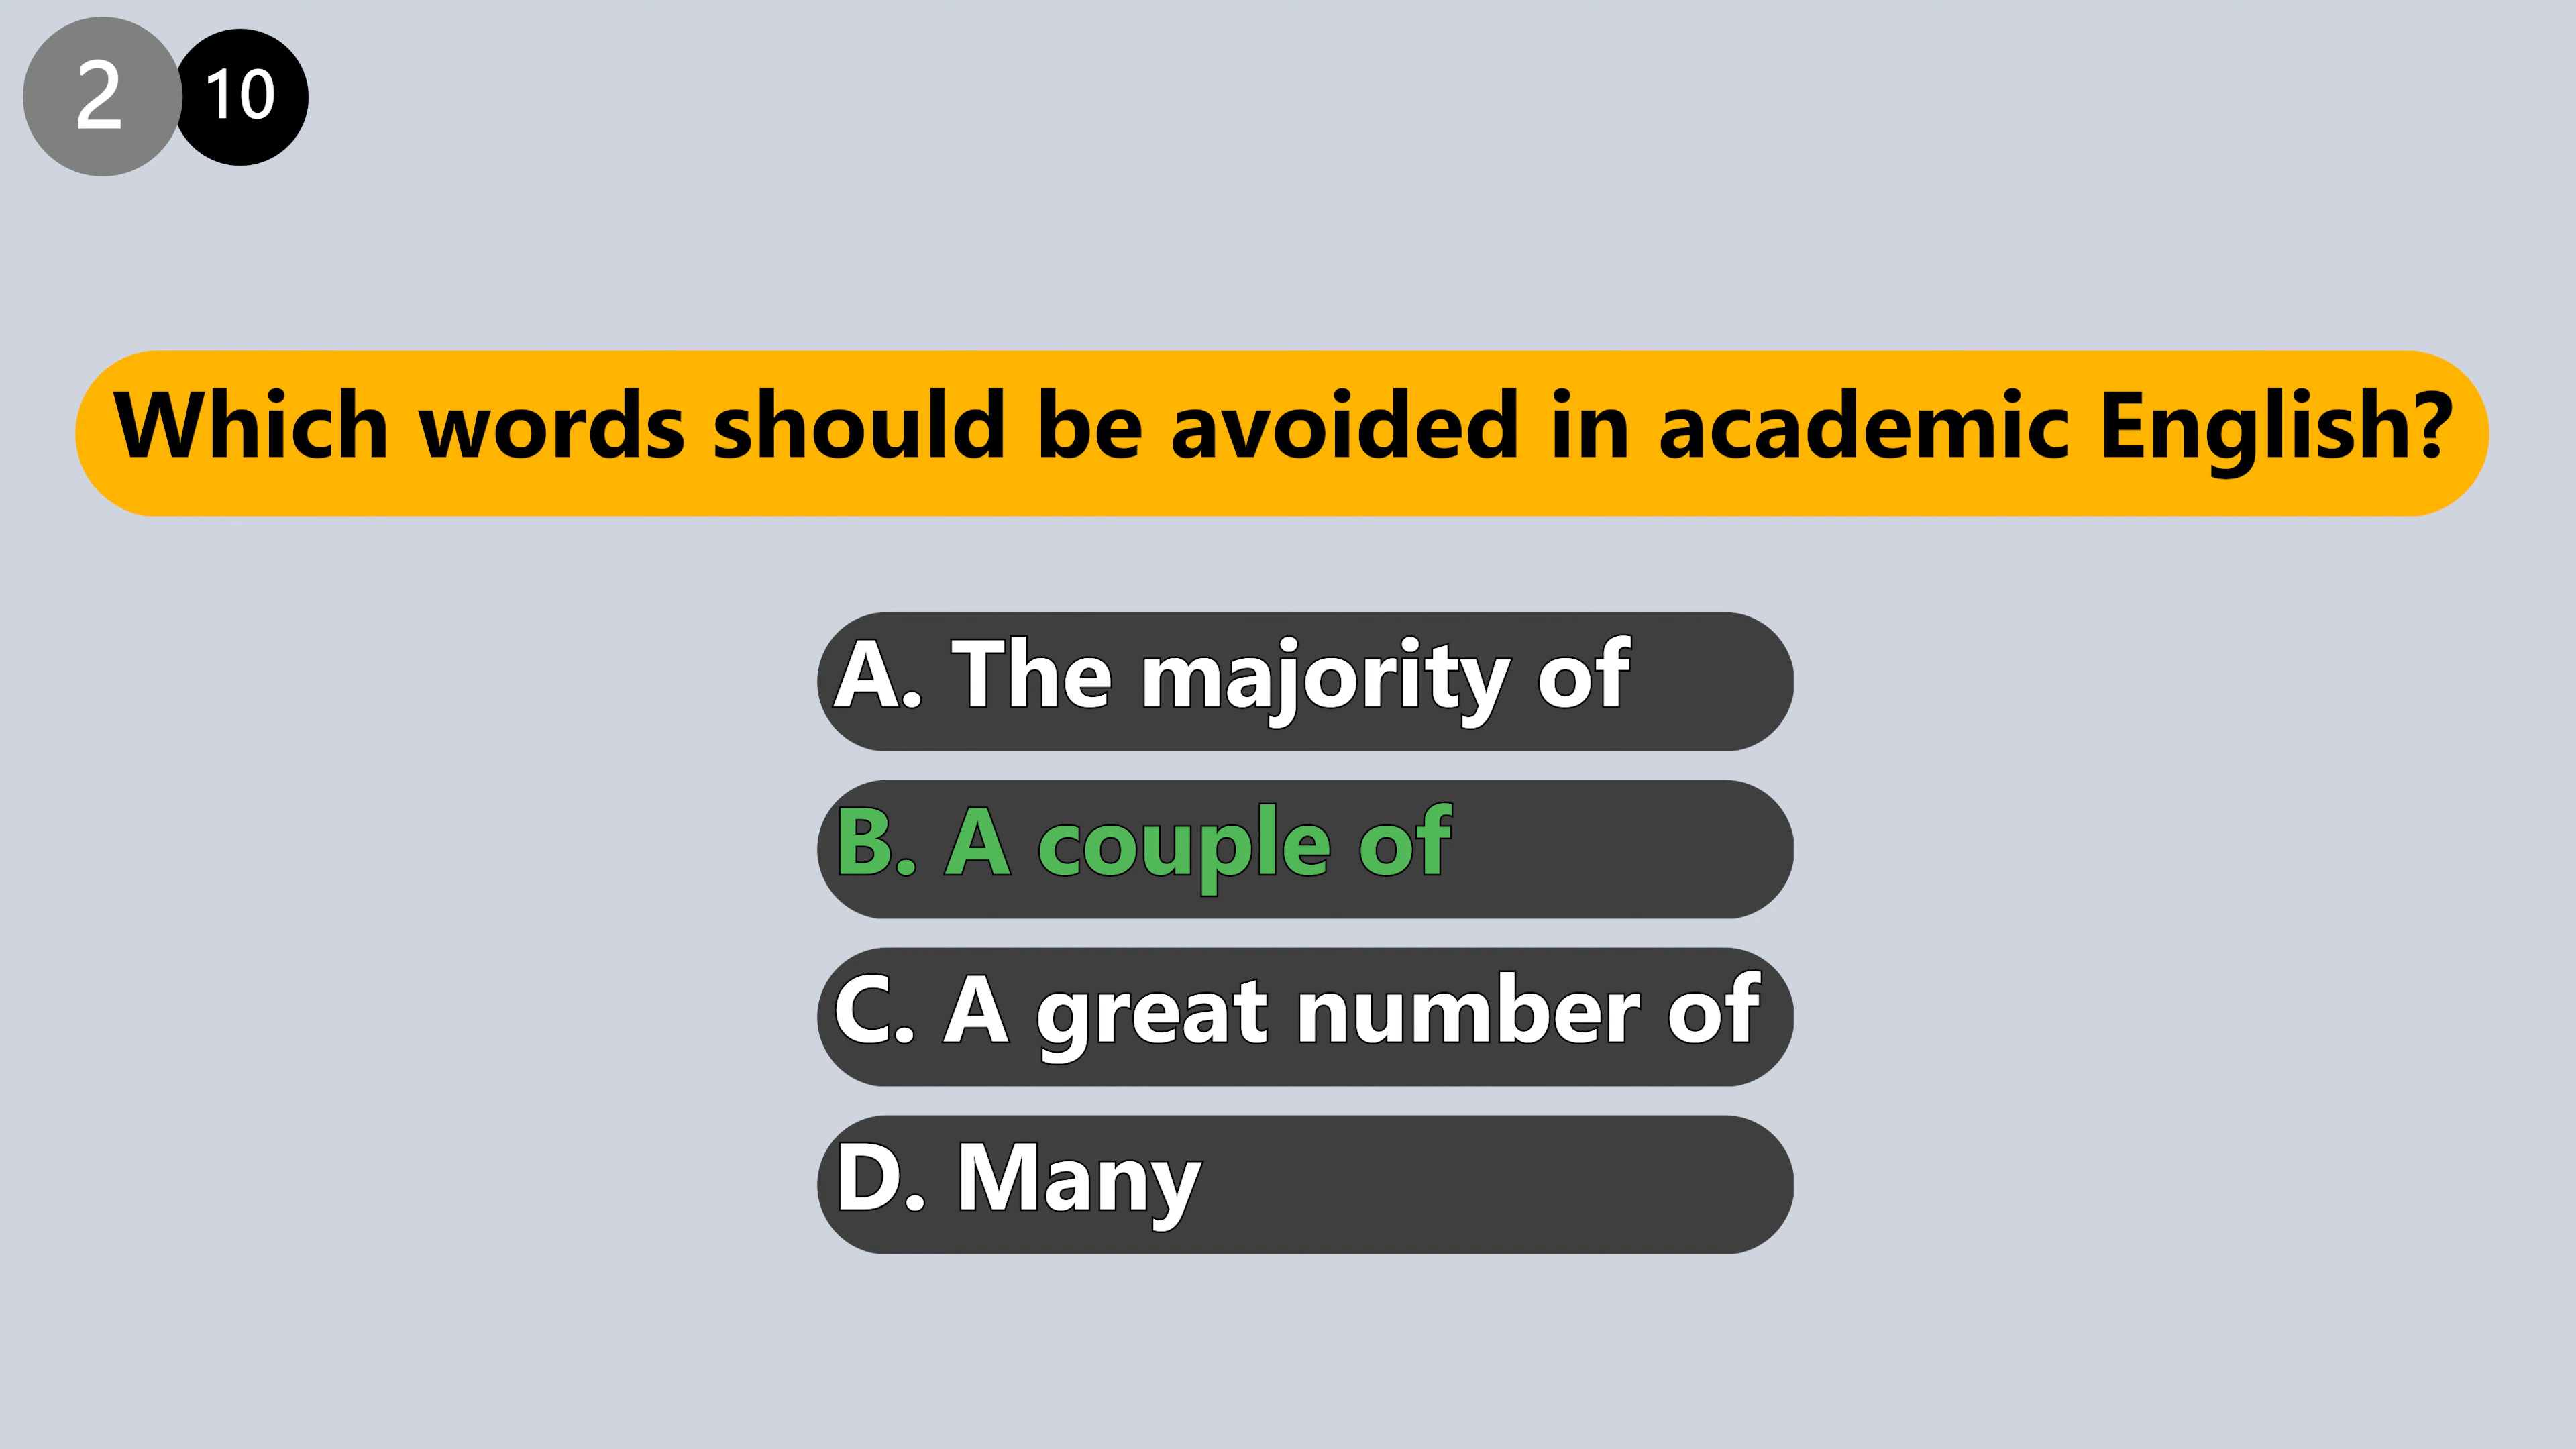 2 10
Which words should be avoided in academic English?
A. The majority of
B. A couple of
C. A great number of
D. Many